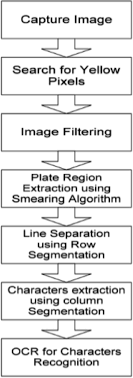 Capture Image
Search for Yellow
Pixels
Image Filtering
Plate Region
Extraction using
Smearing Algorithm
Line Separation
using Row
Segmentation
Characters extraction
using column
Segmentation
OCR for Characters
Recognition